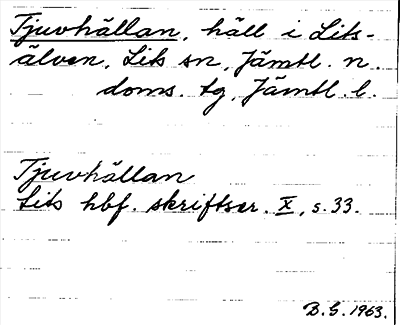 Tjuvhällan, häll i Lits-
älven, Lits sn, Jämtl. n.
doms. tg, Jämtl. l.
Tjuvhällan
Lits hbf. skriftser. X, s. 33.
B.G. 1963.